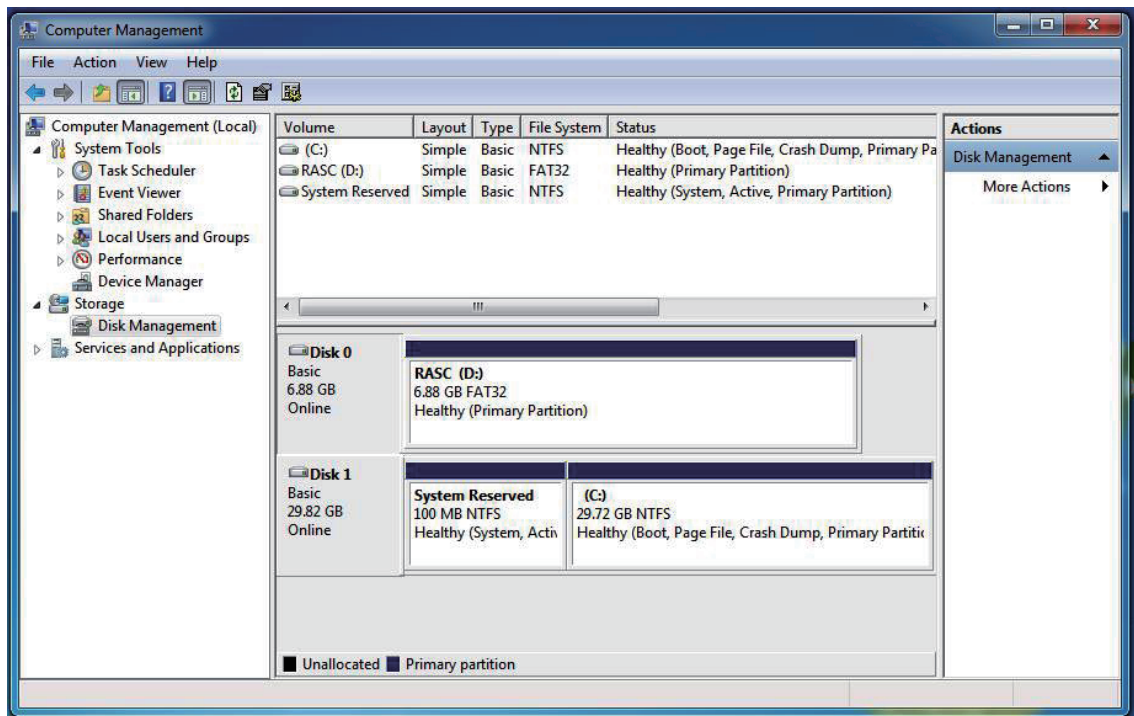 Computer Management
File Action View Help
Computer Management (Local)
System Tools
Task Scheduler
Event Viewer
Shared Folders
Local Users and Groups
Performance
Device Manager
Storage
Disk Management
Services and Applications
Volume Layout Type File System Status
(C:) Simple Basic NTFS Healthy (Boot, Page File, Crash Dump, Primary Pa
RASC (D:) Simple Basic FAT32 Healthy (Primary Partition)
System Reserved Simple Basic NTFS Healthy (System, Active, Primary Partition)
Disk 0
Basic
6.88 GB
Online
RASC (D:)
6.88 GB FAT32
Healthy (Primary Partition)
Disk 1
Basic
29.82 GB
Online
System Reserved
100 MB NTFS
Healthy (System, Activ
(C:)
29.72 GB NTFS
Healthy (Boot, Page File, Crash Dump, Primary Partitic
Unallocated Primary partition
Actions
Disk Management
More Actions